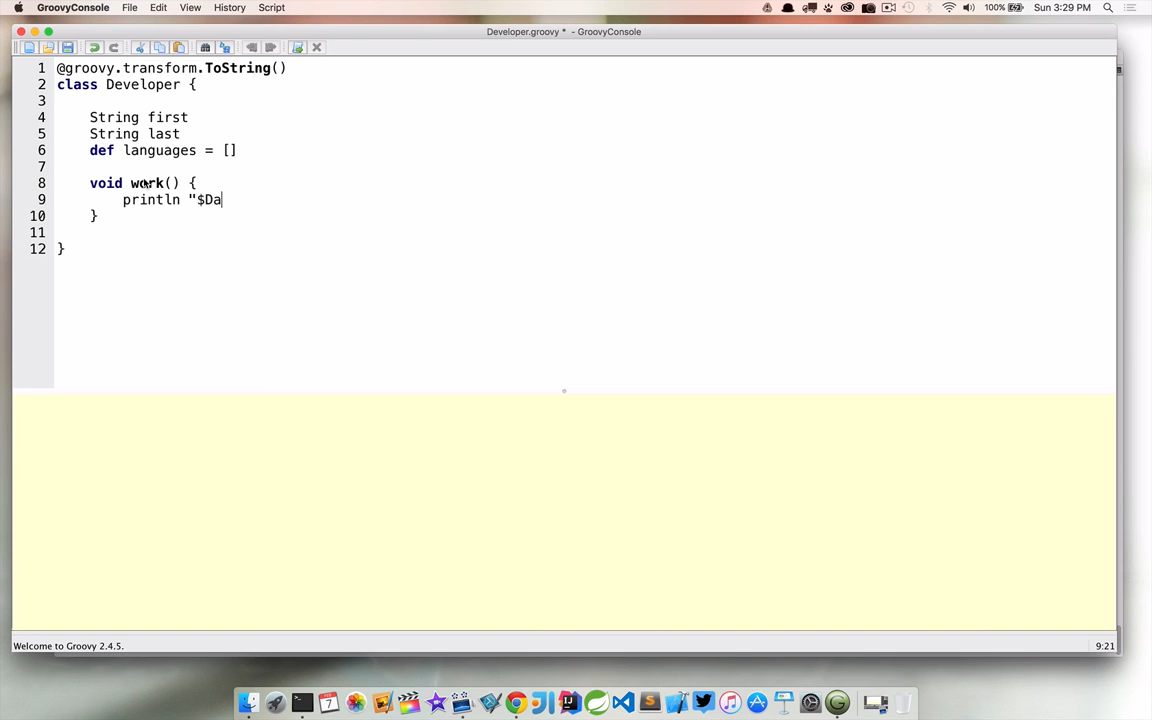 GroovyConsole File Edit View History Script 100% Sun 3:29 PM
Developer.groovy * - GroovyConsole
1 @groovy.transform.ToString()
2 class Developer {
3
4 String first
5 String last
6 def languages = []
7
8 void work() {
9 println "$Da
10 }
11
12 }
Welcome to Groovy 2.4.5. 9:21
7